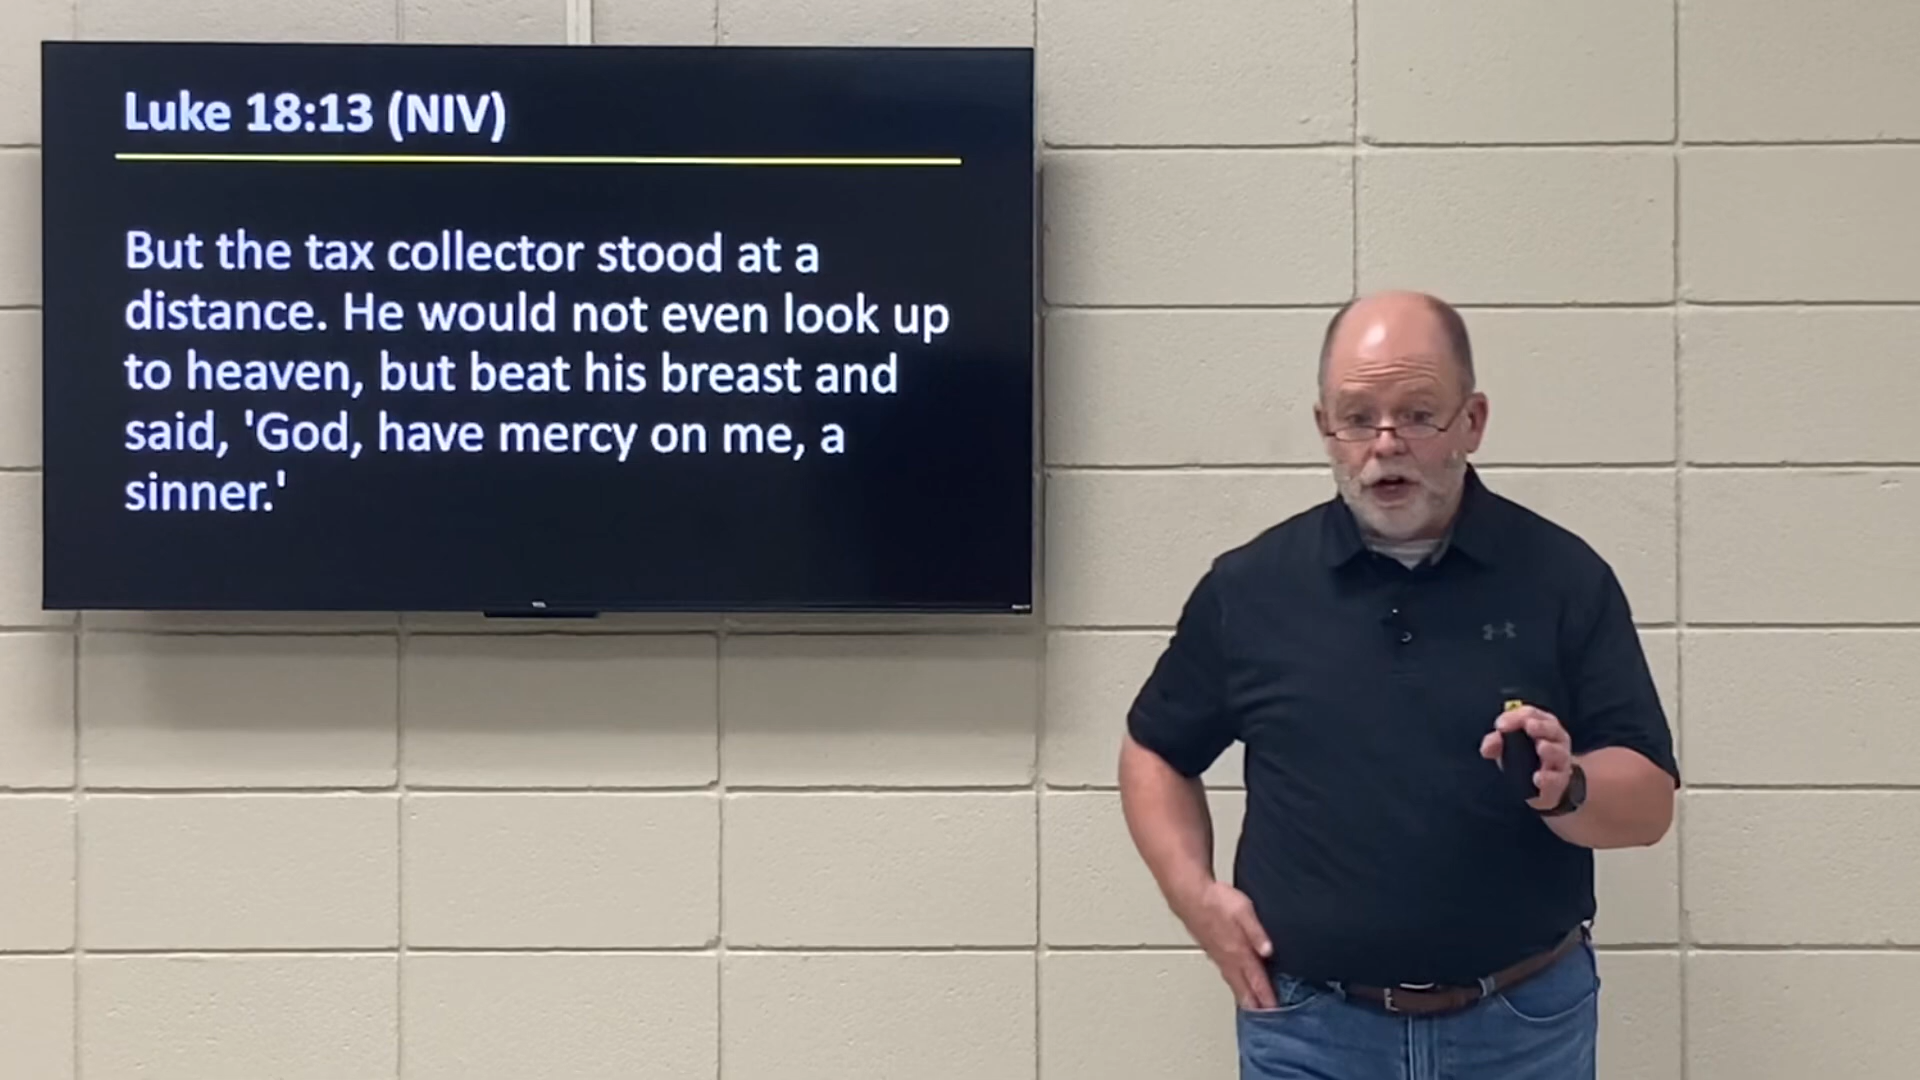 Luke 18:13 (NIV)
But the tax collector stood at a
distance. He would not even look up
to heaven, but beat his breast and
said, 'God, have mercy on me, a
sinner.'
TCL